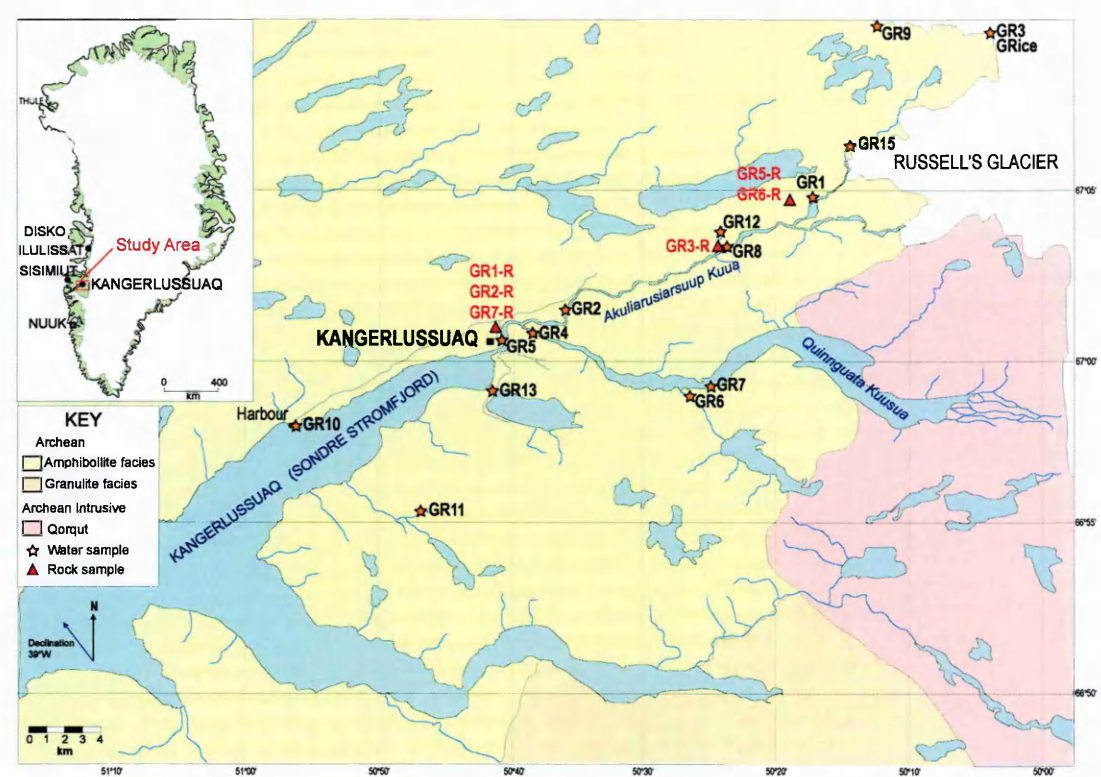 THULE
DISKO
ILULISSAT
Study Area
SISIMIUT
KANGERLUSSUAQ
NUUK
0 400
km
KEY
Archean
Amphibollite facies
Granulite facies
Archean Intrusive
Qorqut
Water sample
Rock sample
N
Declination
39°W
0 1 2 3 4
km
GR9
GR3
GRice
GR15
RUSSELL'S GLACIER
GR5-R
GR6-R
GR1
67°05'
GR12
GR3-R
GR8
Akuliarusiarsuup Kuua
GR1-R
GR2-R
GR7-R
GR2
KANGERLUSSUAQ
GR4
GR5
67°00'
Quinnguata Kuusua
GR7
GR6
GR13
Harbour
GR10
KANGERLUSSUAQ (SONDRE STROMFJORD)
GR11
66°55'
66°50'
51°10'
51°00'
50°50'
50°40'
50°30'
50°20'
50°10'
50°00'